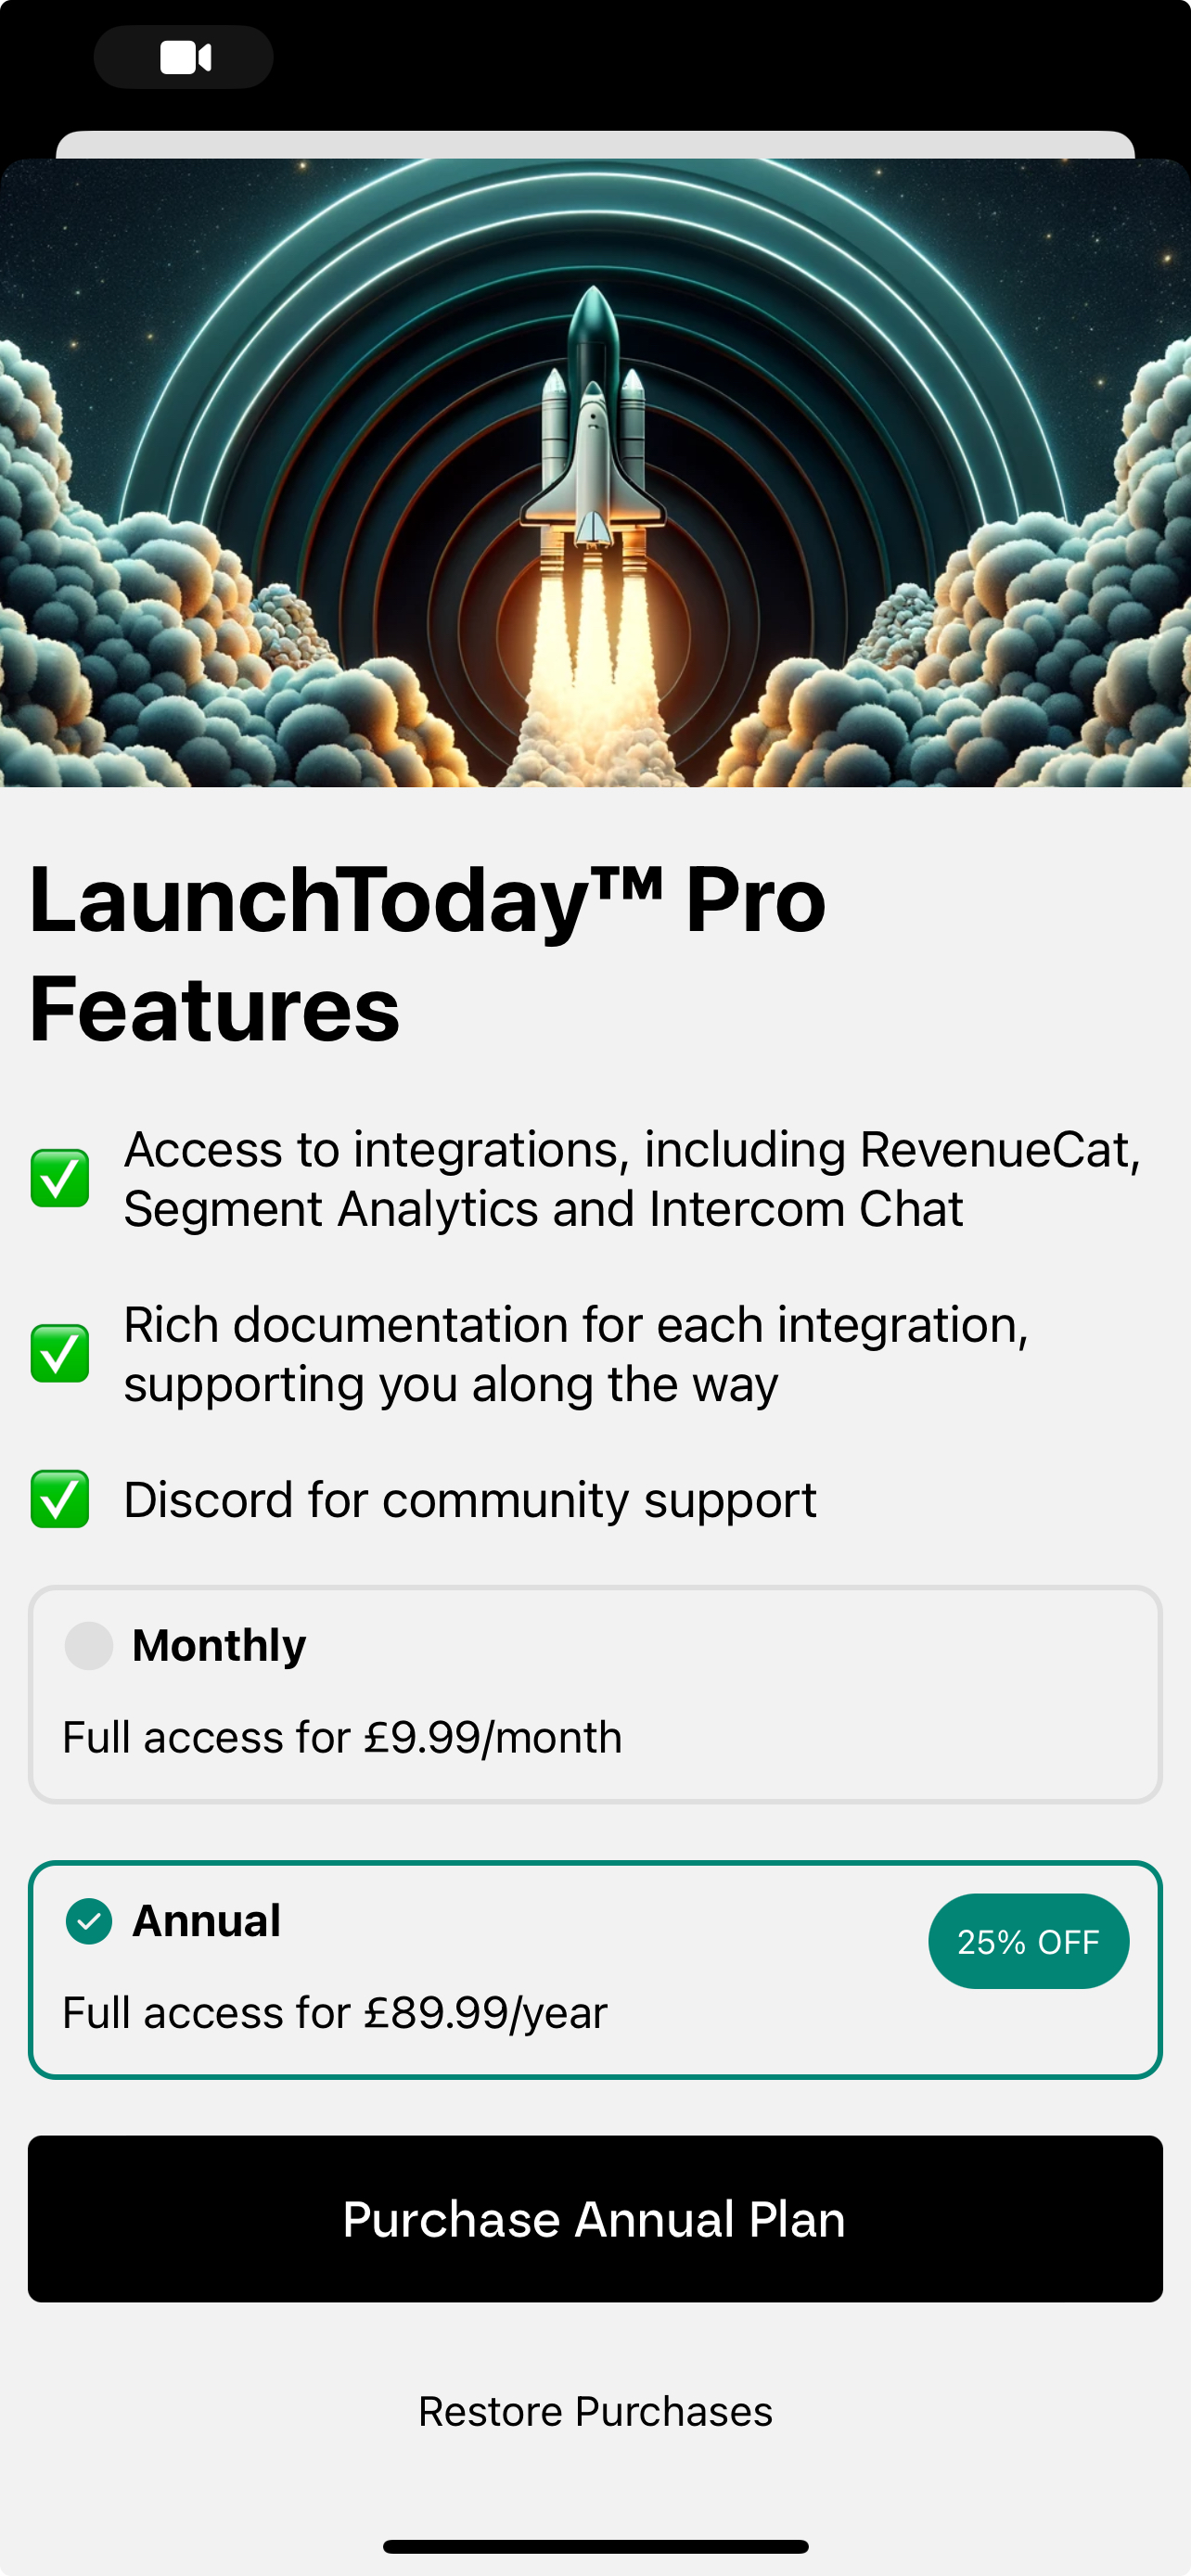 LaunchToday™ Pro
Features
Access to integrations, including RevenueCat,
Segment Analytics and Intercom Chat
Rich documentation for each integration,
supporting you along the way
Discord for community support
Monthly
Full access for £9.99/month
Annual
25% OFF
Full access for £89.99/year
Purchase Annual Plan
Restore Purchases